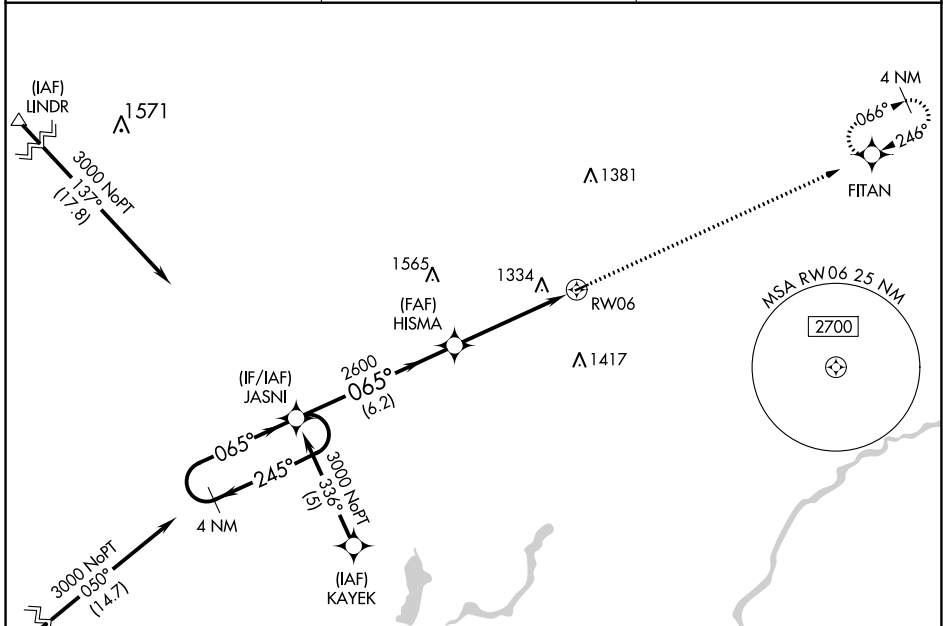 (IAF)
LINDR
1571
3000 NoPT
137°
(17.8)
4 NM
066°
246°
FITAN
1381
1565
1334
RW06
(FAF)
HISMA
1417
MSA RW06 25 NM
2700
2600
065°
(6.2)
(IF/IAF)
JASNI
065°
245°
4 NM
3000 NoPT
336°
(5)
(IAF)
KAYEK
3000 NoPT
050°
(14.7)